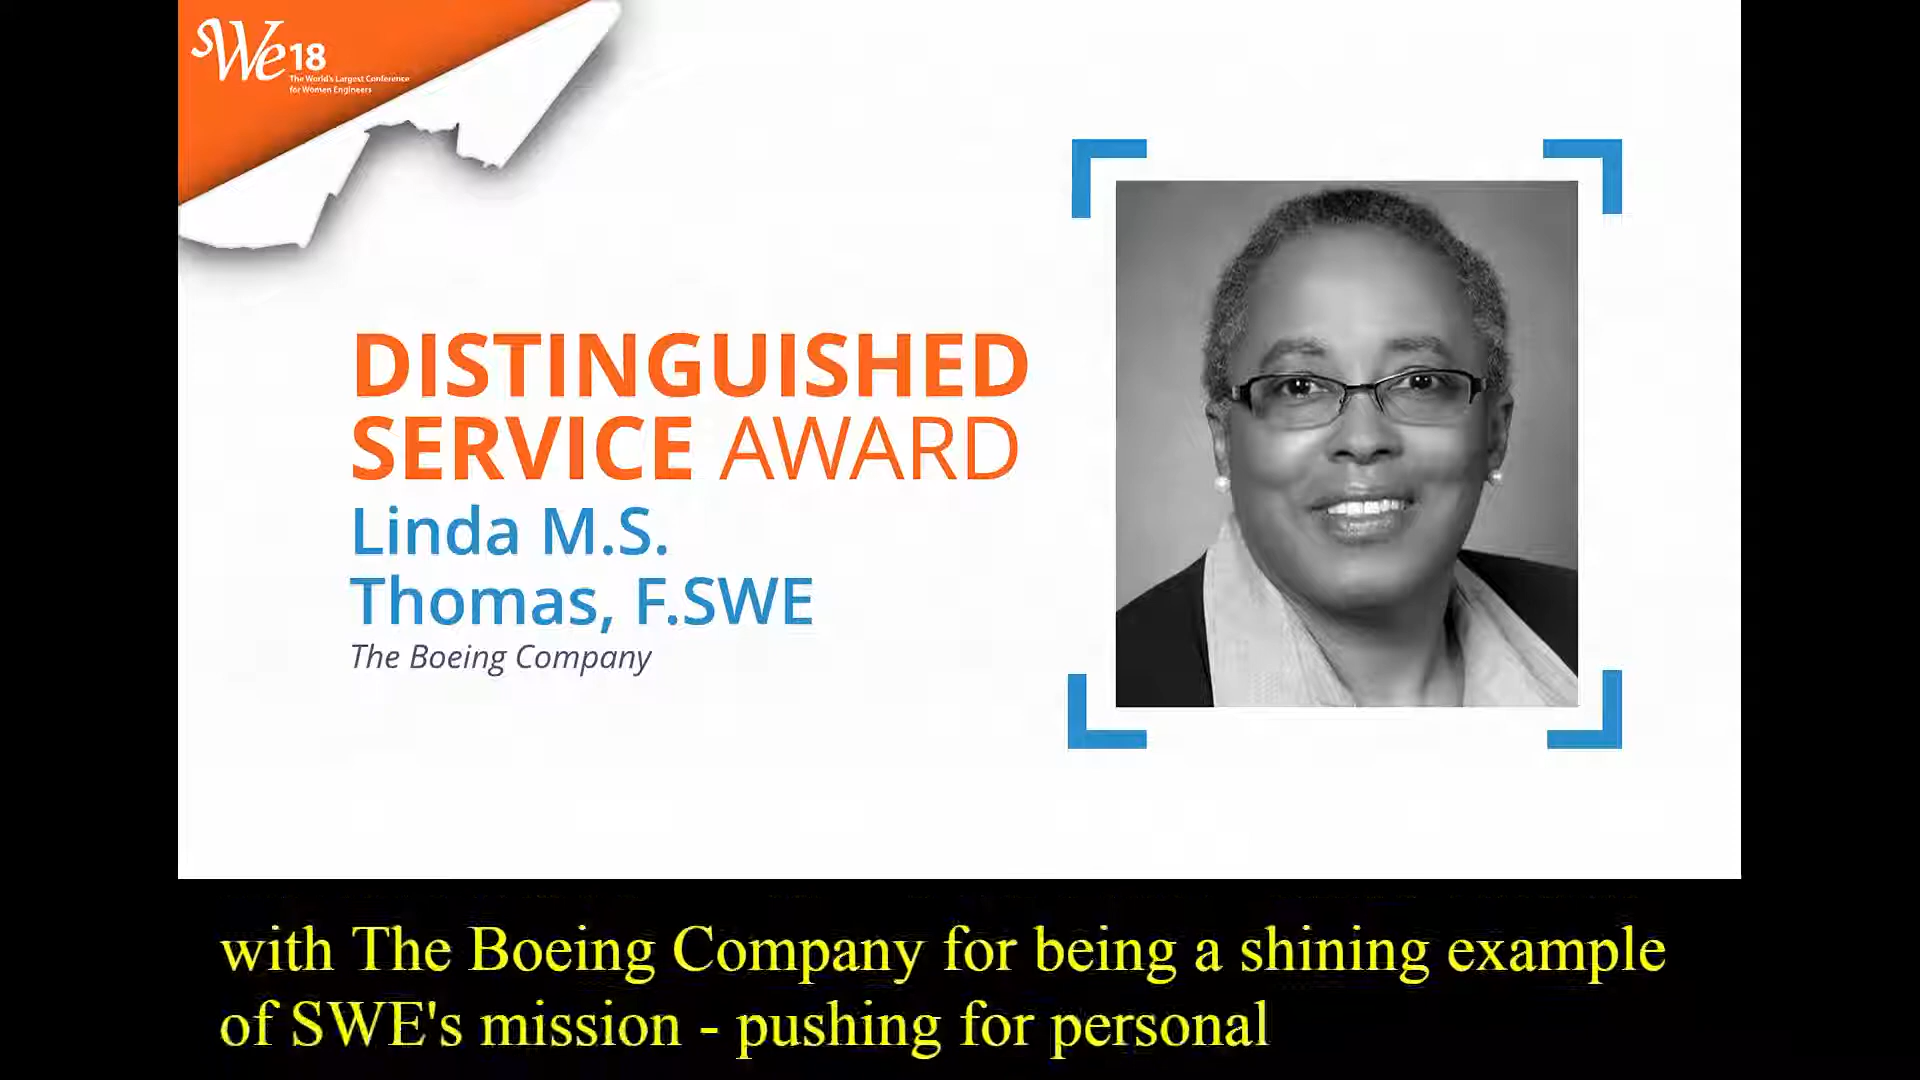 SWe18
The World's Largest Conference
for Women Engineers
DISTINGUISHED
SERVICE AWARD
Linda M.S.
Thomas, F.SWE
The Boeing Company
with The Boeing Company for being a shining example
of SWE's mission - pushing for personal